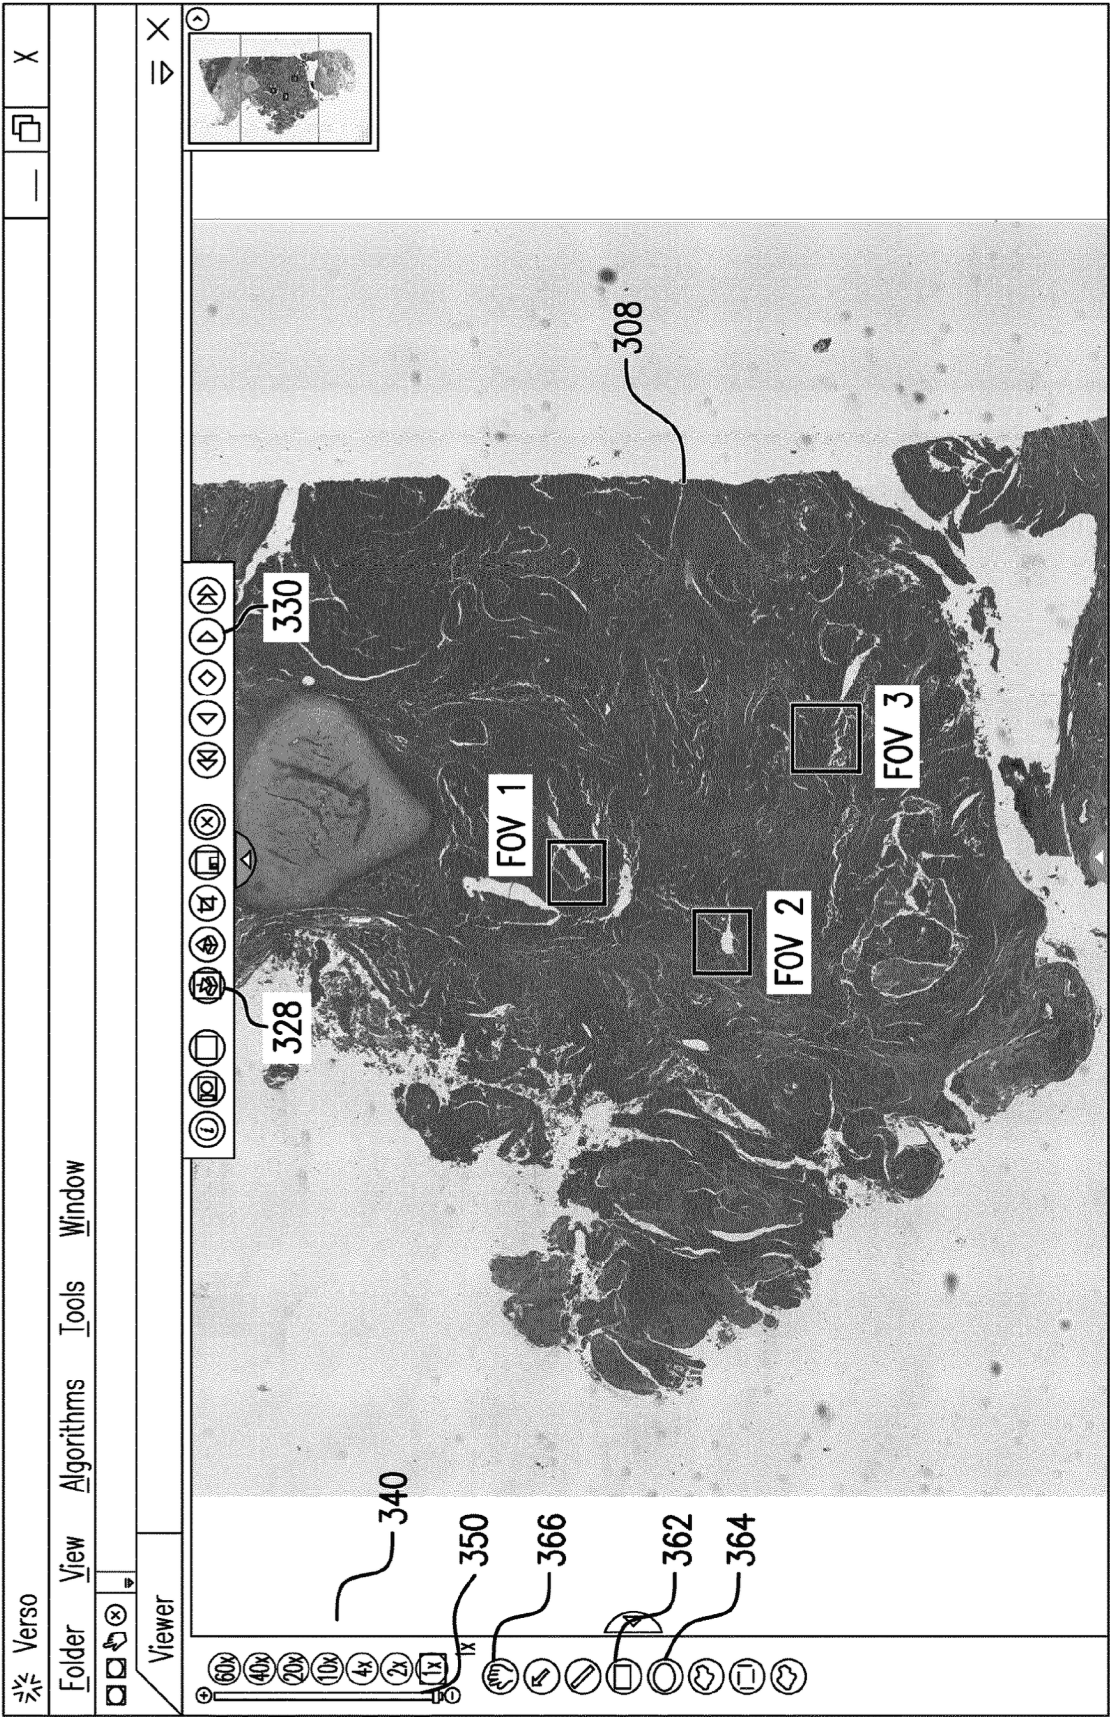 Verso
Folder View Algorithms Tools Window
Viewer
60x
40x
20x
10x
4x
2x
1x
1x
340
350
366
362
364
328
330
308
FOV 1
FOV 2
FOV 3